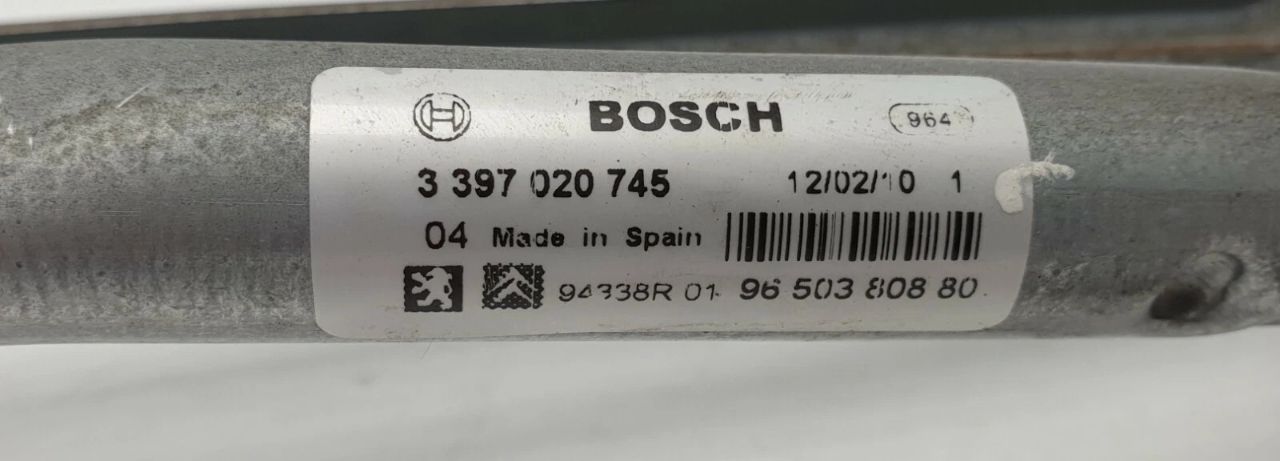 BOSCH 964
3 397 020 745 12/02/10 1
04 Made in Spain
94338R 01 96 503 808 80